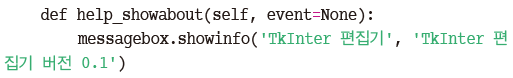 def help_showabout(self, event=None):
    messagebox.showinfo('TkInter 편집기', 'TkInter 편
집기 버전 0.1')